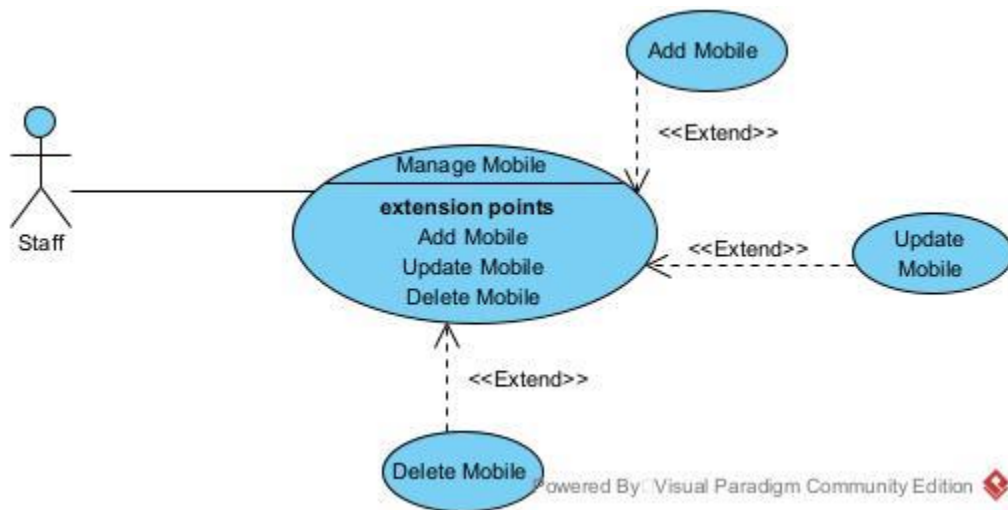 Add Mobile
<<Extend>>
Manage Mobile
extension points
Add Mobile
Update Mobile
Delete Mobile
Staff
<<Extend>>
Update
Mobile
<<Extend>>
Delete Mobile
Powered By: Visual Paradigm Community Edition